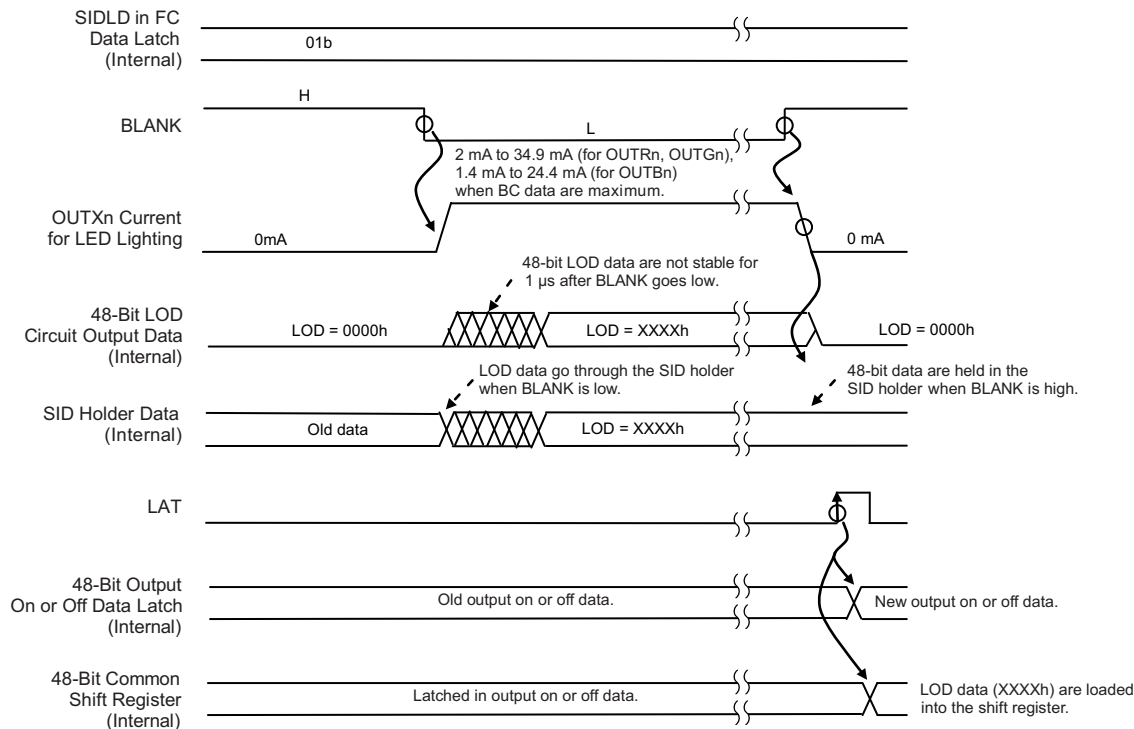 SIDLD in FC
Data Latch
(Internal)
01b
H
BLANK
L
2 mA to 34.9 mA (for OUTRn, OUTGn),
1.4 mA to 24.4 mA (for OUTBn)
when BC data are maximum.
OUTXn Current
for LED Lighting
0mA
0 mA
48-bit LOD data are not stable for
1 µs after BLANK goes low.
48-Bit LOD
Circuit Output Data
(Internal)
LOD = 0000h
LOD = XXXXh
LOD = 0000h
LOD data go through the SID holder
when BLANK is low.
48-bit data are held in the
SID holder when BLANK is high.
SID Holder Data
(Internal)
Old data
LOD = XXXXh
LAT
48-Bit Output
On or Off Data Latch
(Internal)
Old output on or off data.
New output on or off data.
48-Bit Common
Shift Register
(Internal)
Latched in output on or off data.
LOD data (XXXXh) are loaded
into the shift register.